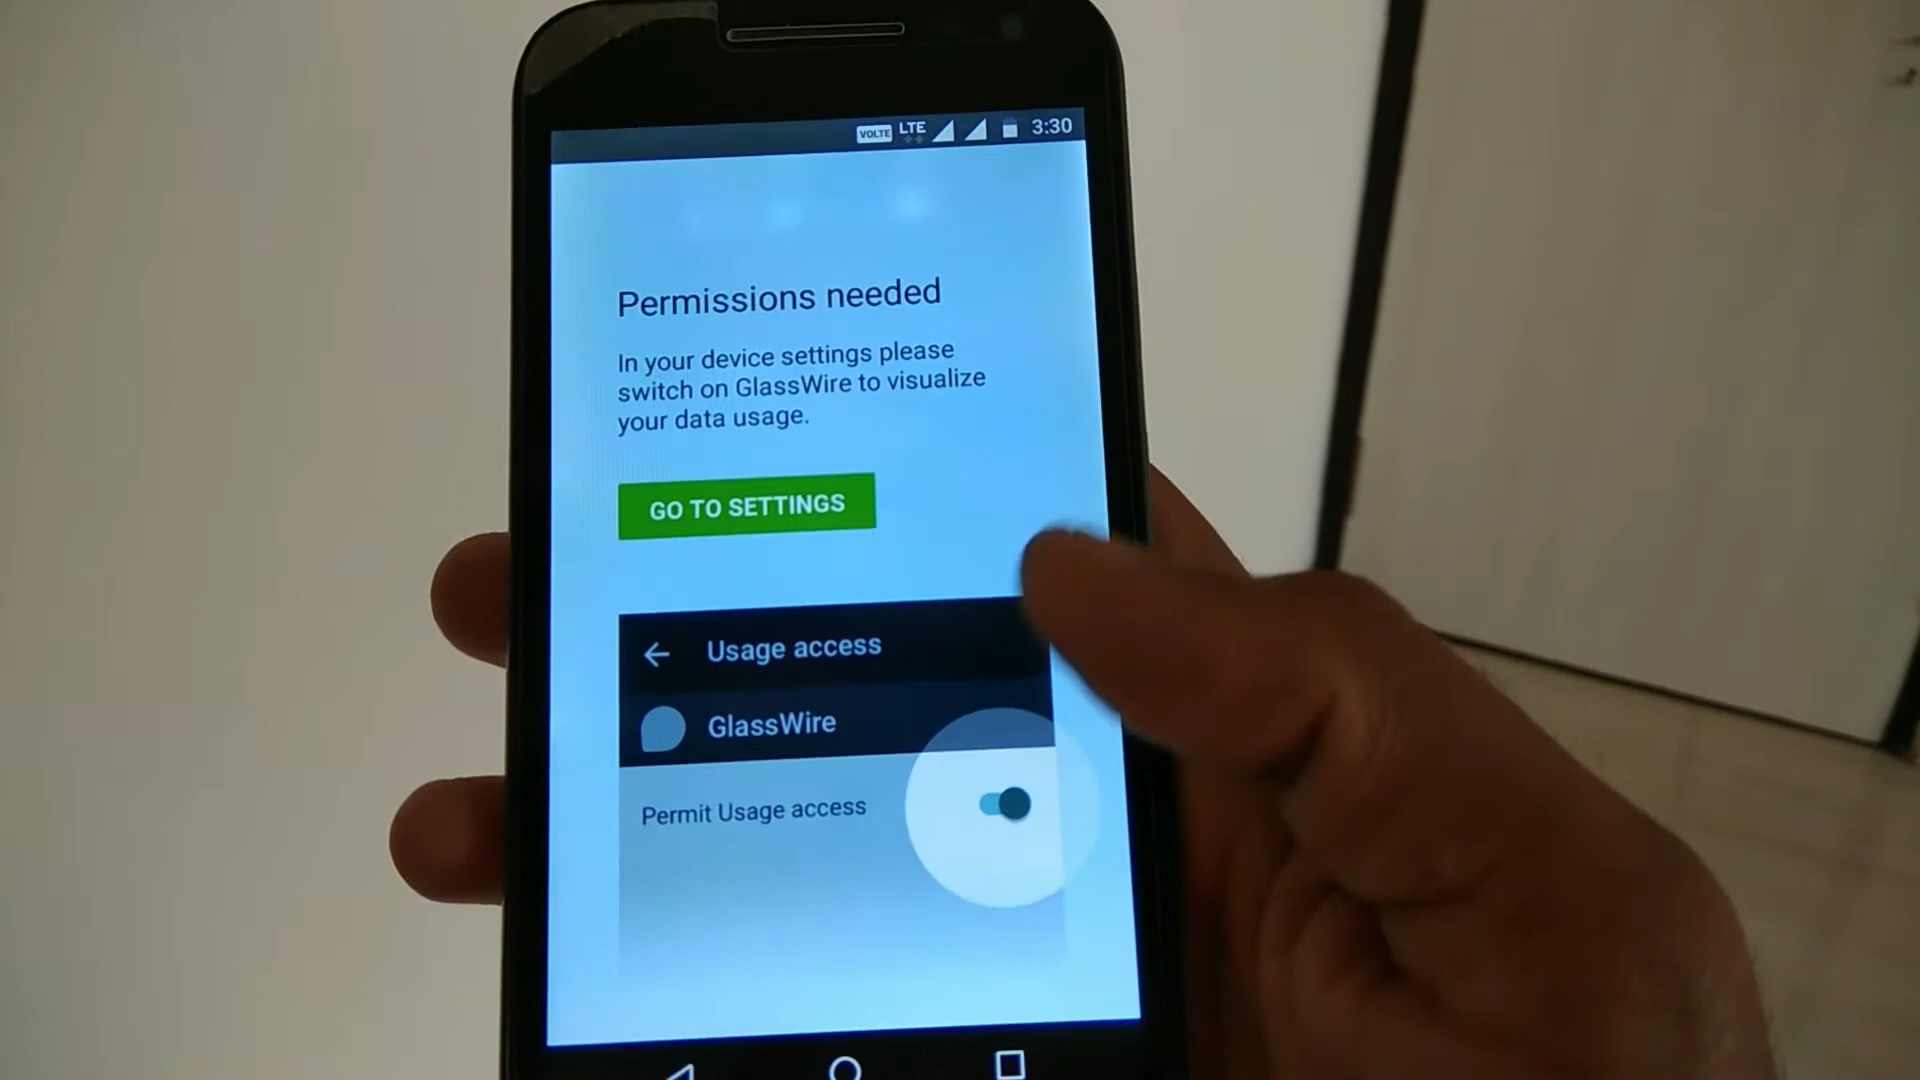 VOLTE LTE 3:30
Permissions needed
In your device settings please
switch on GlassWire to visualize
your data usage.
GO TO SETTINGS
Usage access
GlassWire
Permit Usage access